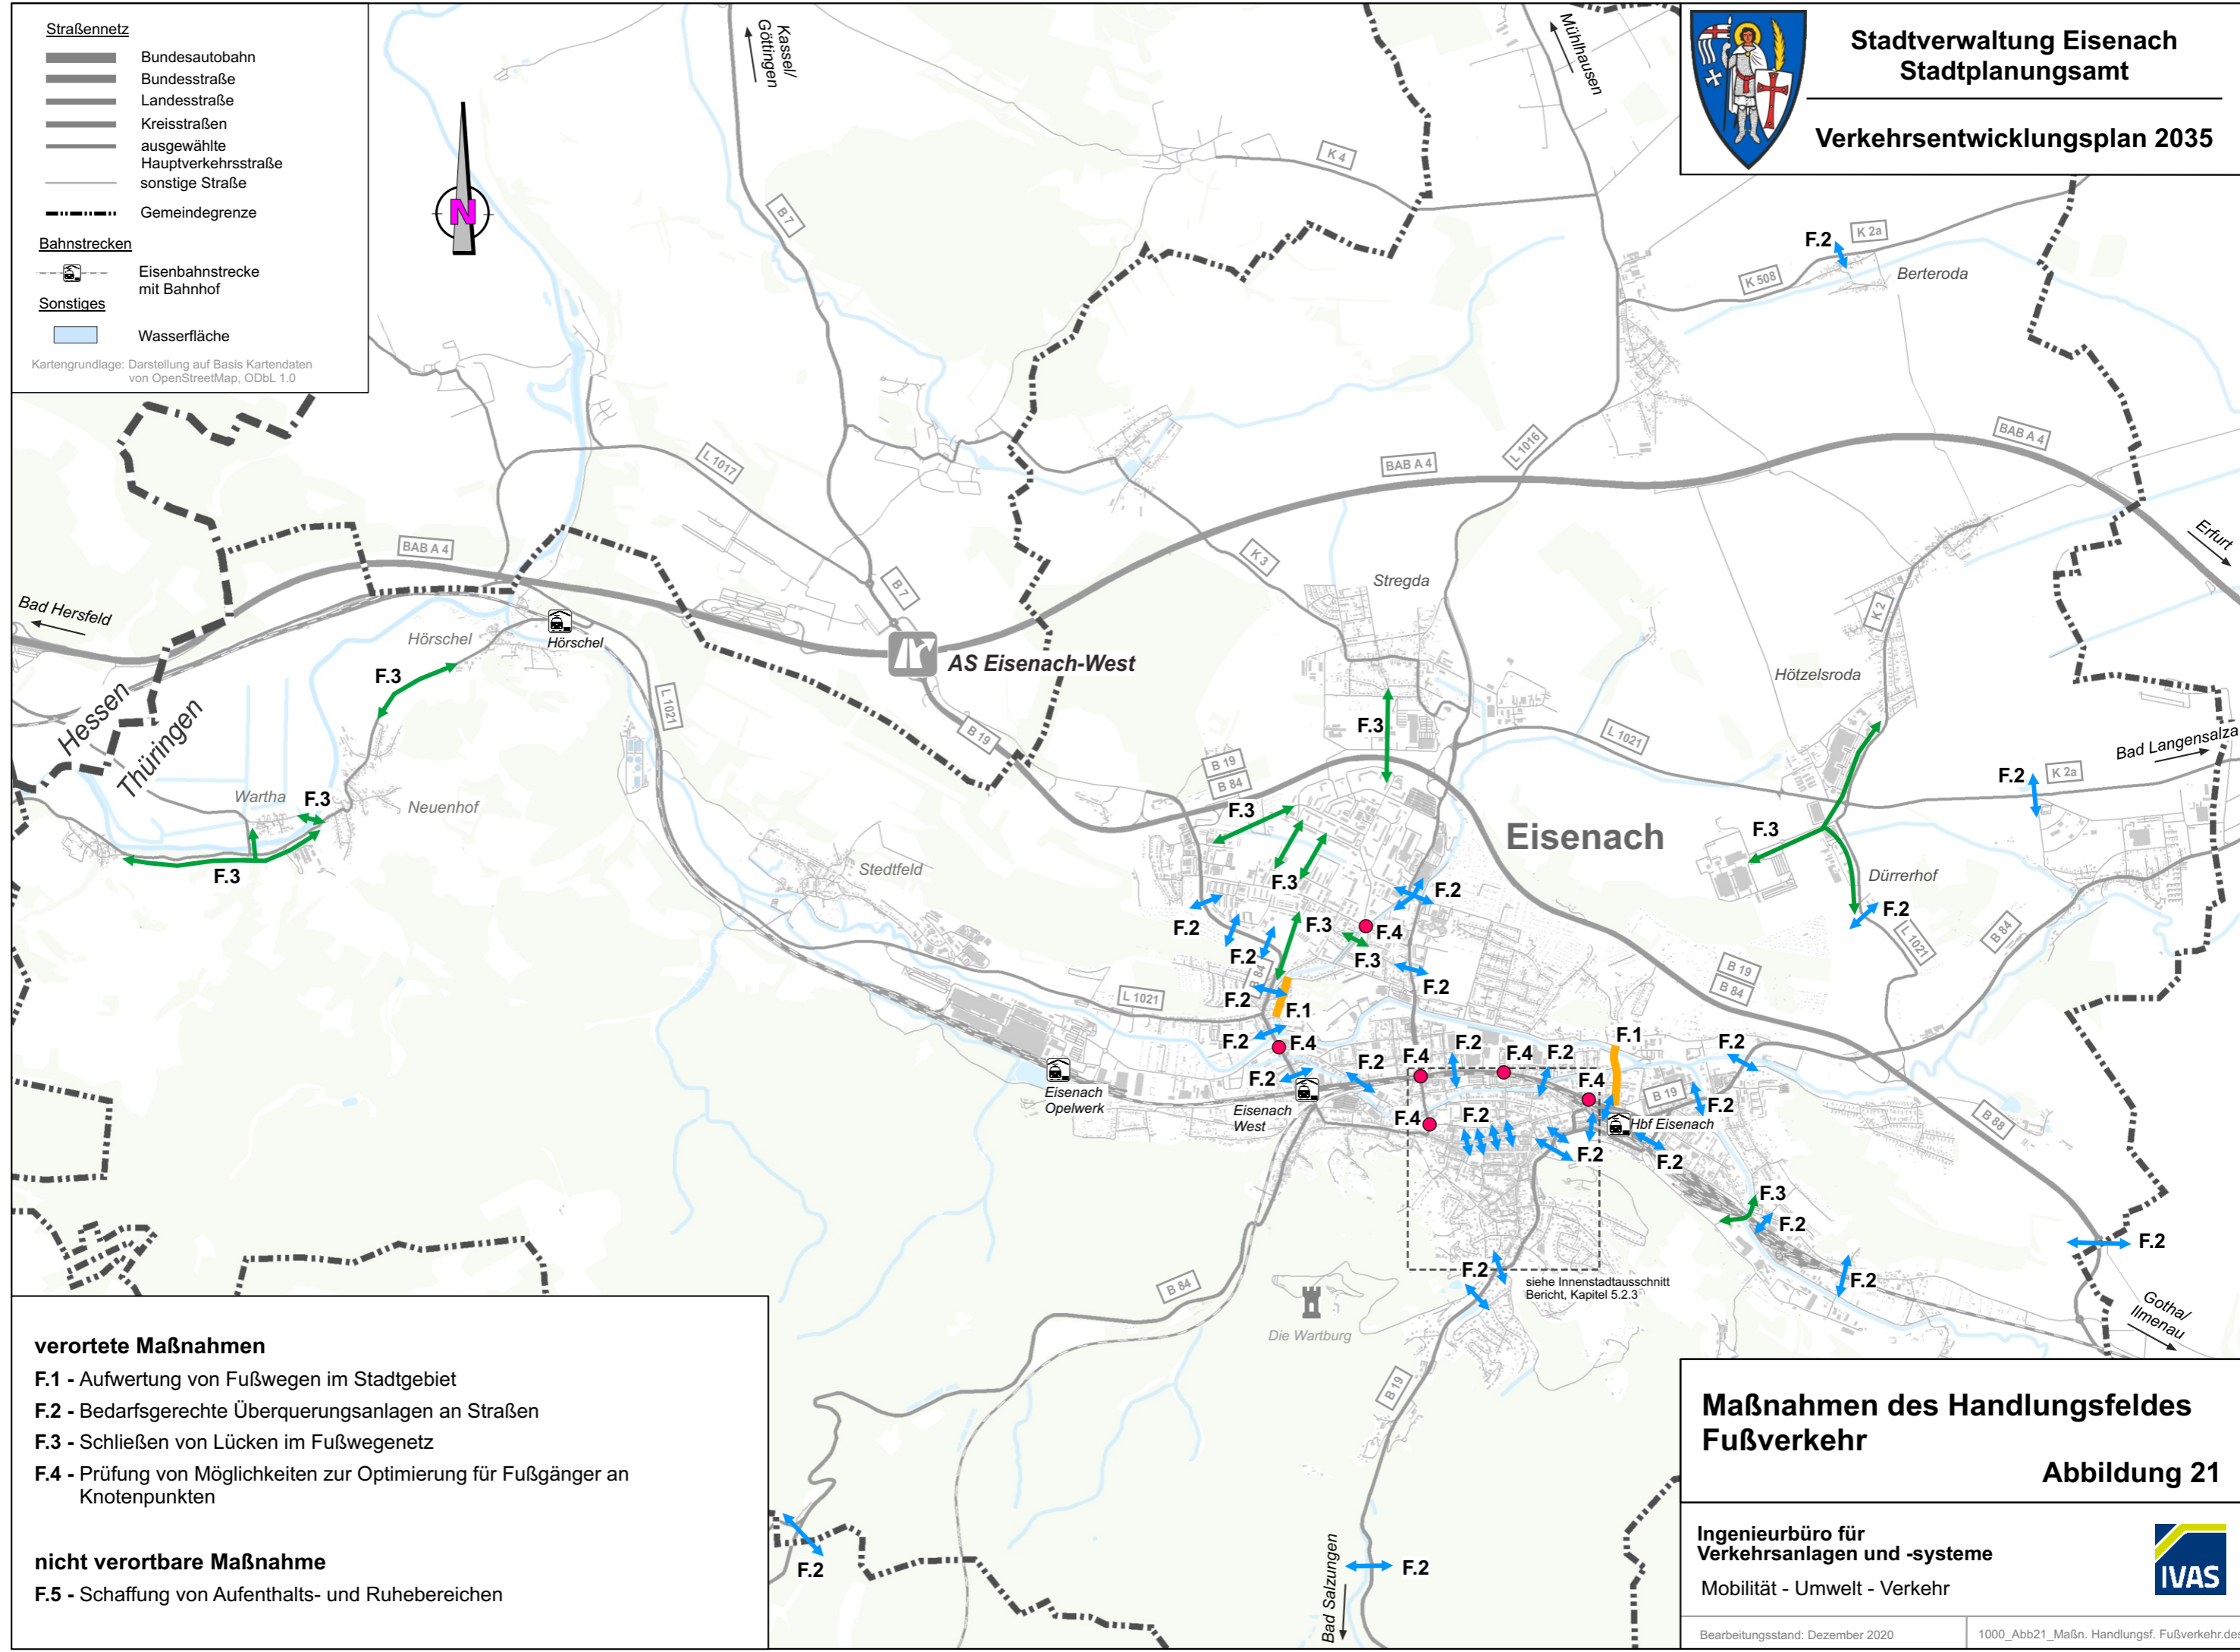 Straßennetz
Bundesautobahn
Bundesstraße
Landesstraße
Kreisstraßen
ausgewählte
Hauptverkehrsstraße
sonstige Straße
Gemeindegrenze
Bahnstrecken
Eisenbahnstrecke
mit Bahnhof
Sonstiges
Wasserfläche
Kartengrundlage: Darstellung auf Basis Kartendaten
von OpenStreetMap, ODbL 1.0
N
Kassel/
Göttingen
Mühlhausen
Stadtverwaltung Eisenach
Stadtplanungsamt
Verkehrsentwicklungsplan 2035
K 4
B 7
F.2
K 2a
K 508
Berteroda
BAB A 4
BAB A 4
L 1016
L 1017
Erfurt
BAB A 4
K 3
B 7
Stregda
K 2
Bad Hersfeld
Hörschel
Hörschel
AS Eisenach-West
F.3
Hötzelsroda
Hessen
Thüringen
L 1021
B 19
F.3
L 1021
Bad Langensalza
B 19
B 84
F.2
K 2a
Wartha
F.3
Neuenhof
F.3
Eisenach
F.3
F.3
Stedtfeld
F.3
F.2
Dürrerhof
F.2
F.2
F.3
F.4
F.2
F.3
L 1021
B 84
B 84
B 19
B 84
F.2
F.2
L 1021
F.1
F.2
F.4
F.2
F.1
F.2
F.2
F.2
F.4
F.4
F.2
F.4
B 19
F.2
Eisenach
Opelwerk
Eisenach
West
F.4
F.2
Hbf Eisenach
F.2
F.2
B 88
F.3
F.2
F.2
F.2
F.2
siehe Innenstadtausschnitt
Bericht, Kapitel 5.2.3
B 84
Die Wartburg
Gotha/
Ilmenau
B 19
verortete Maßnahmen
F.1 - Aufwertung von Fußwegen im Stadtgebiet
F.2 - Bedarfsgerechte Überquerungsanlagen an Straßen
F.3 - Schließen von Lücken im Fußwegenetz
F.4 - Prüfung von Möglichkeiten zur Optimierung für Fußgänger an
Knotenpunkten
nicht verortbare Maßnahme
F.5 - Schaffung von Aufenthalts- und Ruhebereichen
F.2
F.2
Bad Salzungen
Maßnahmen des Handlungsfeldes
Fußverkehr
Abbildung 21
Ingenieurbüro für
Verkehrsanlagen und -systeme
Mobilität - Umwelt - Verkehr
IVAS
Bearbeitungsstand: Dezember 2020
1000_Abb21_Maßn. Handlungsf. Fußverkehr.des